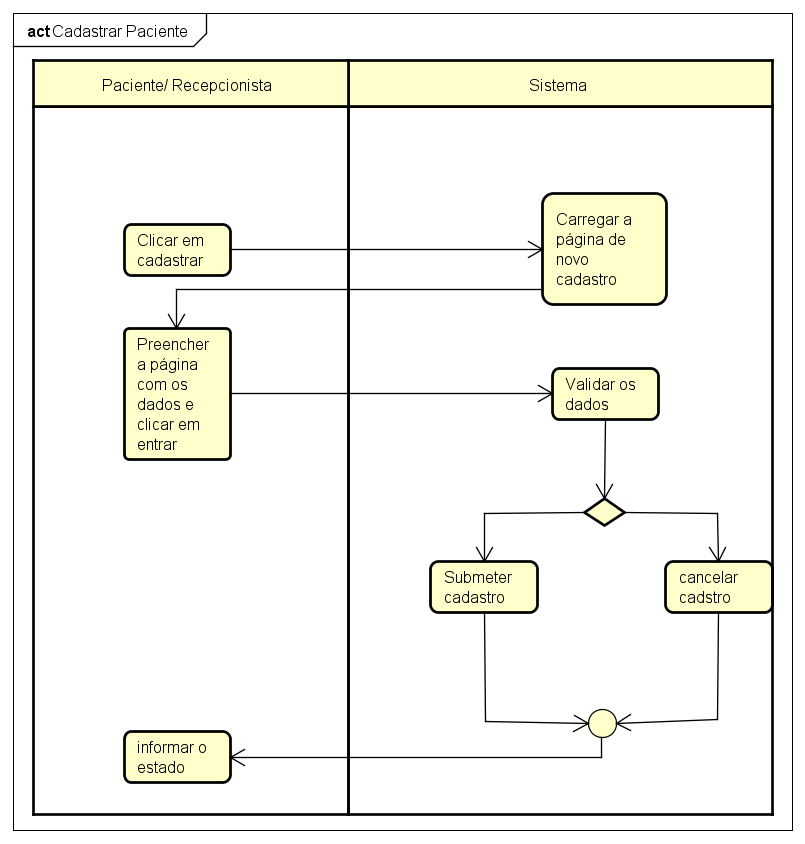 act Cadastrar Paciente
Paciente/ Recepcionista
Sistema
Clicar em
cadastrar
Carregar a
página de
novo
cadastro
Preencher
a página
com os
dados e
clicar em
entrar
Validar os
dados
Submeter
cadastro
cancelar
cadstro
informar o
estado